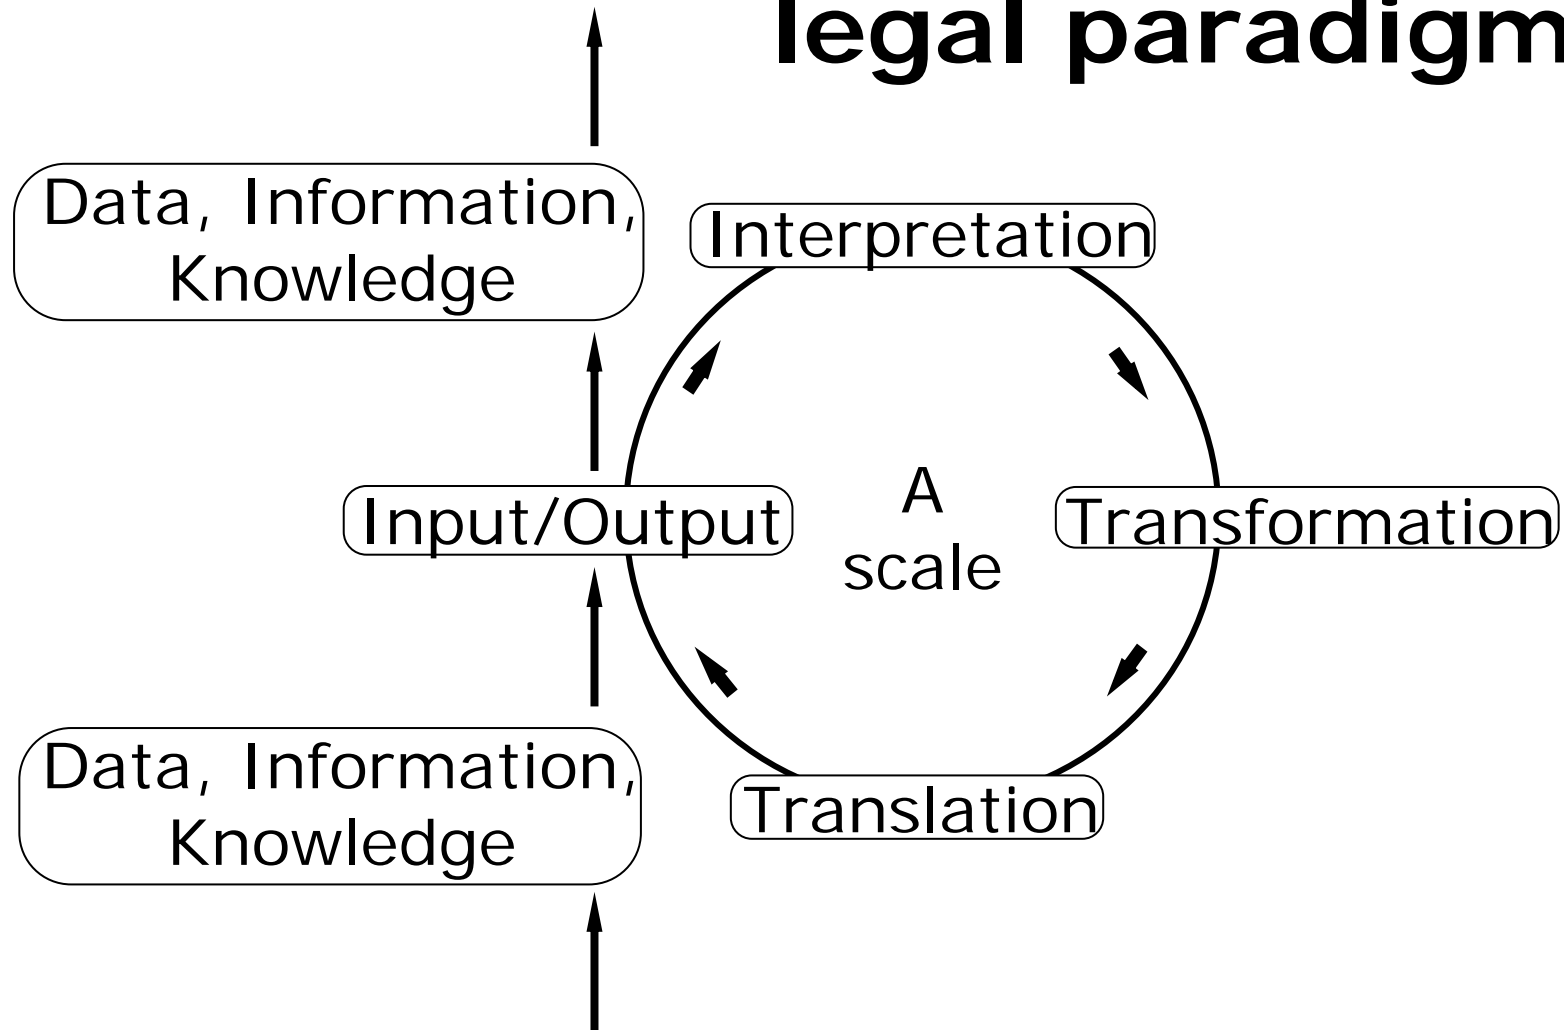 legal paradigm
Data, Information,
Knowledge
Interpretation
Input/Output
A
scale
Transformation
Data, Information,
Knowledge
Translation